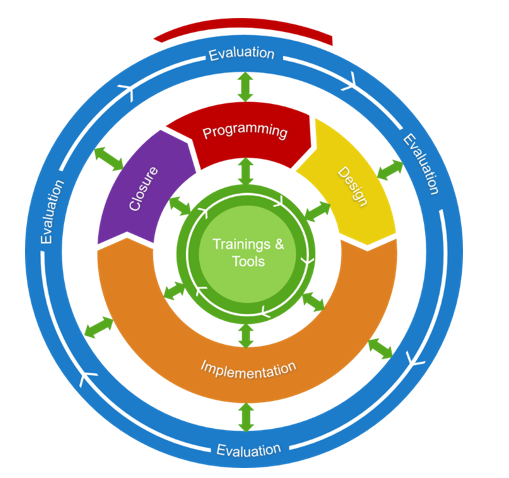 Evaluation
Programming
Evaluation
Closure
Design
Evaluation
Trainings &
Tools
Implementation
Evaluation